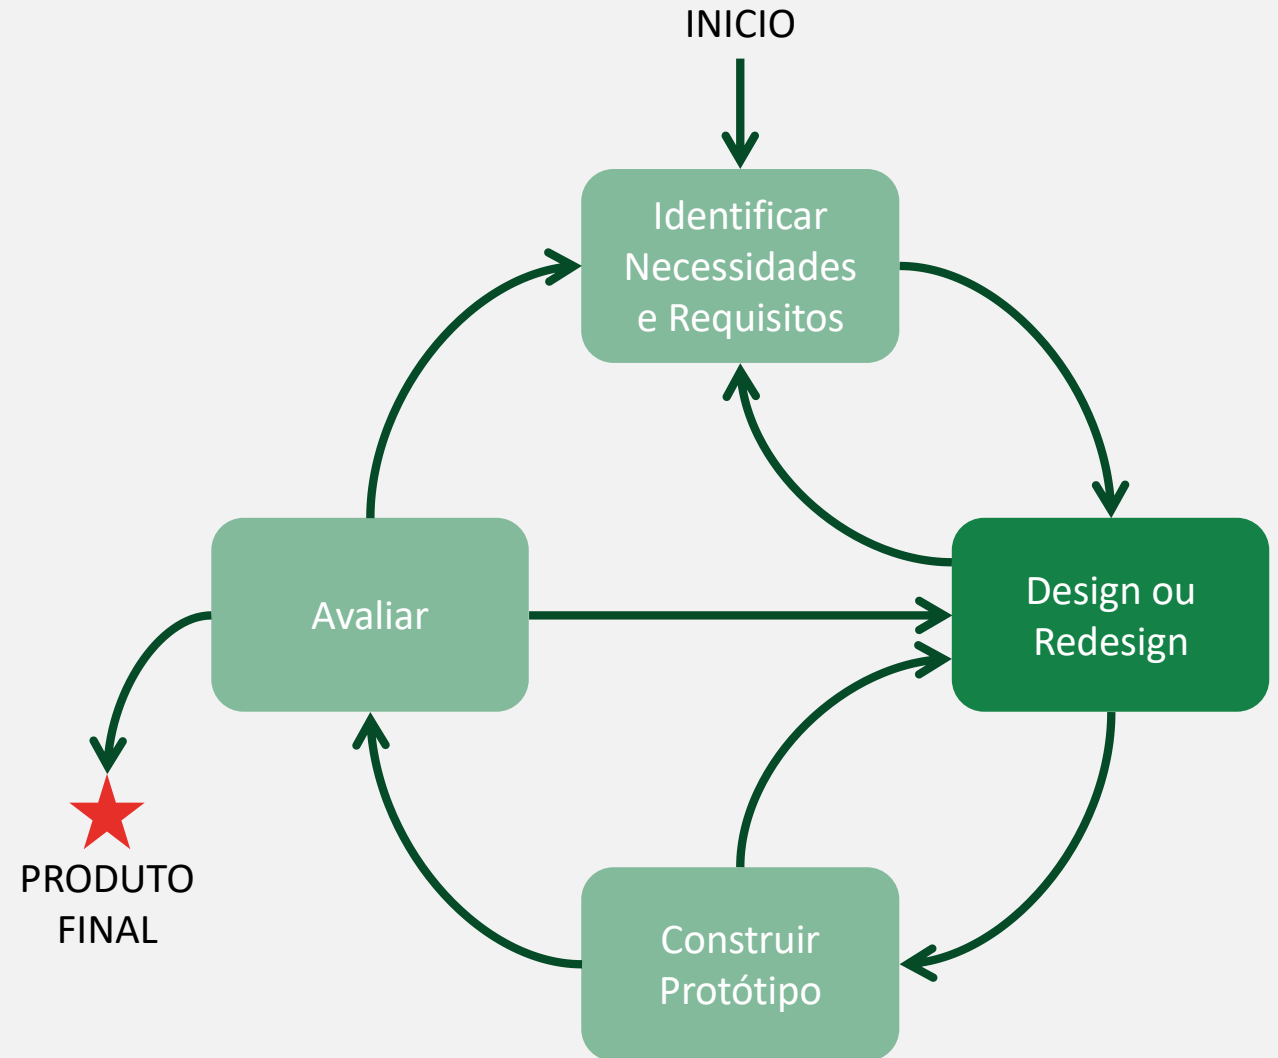 INICIO
Identificar
Necessidades
e Requisitos
Avaliar
Design ou
Redesign
PRODUTO
FINAL
Construir
Protótipo